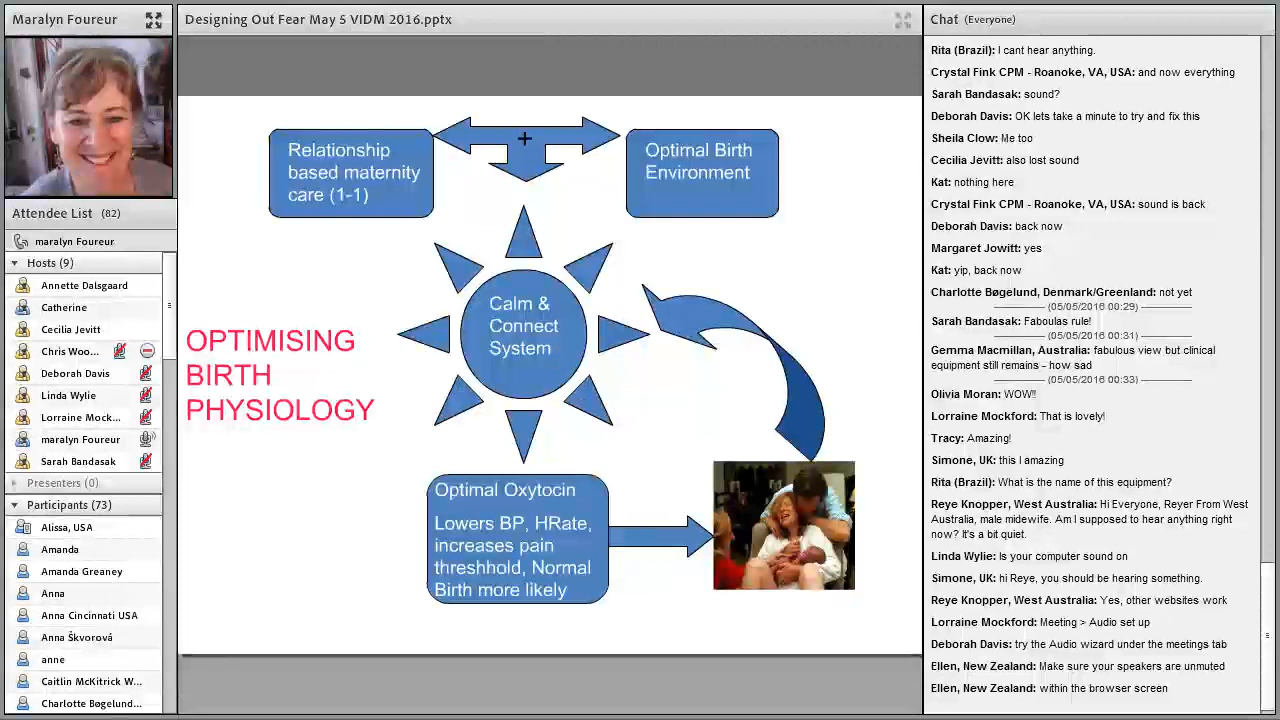 Maralyn Foureur
Attendee List (82)
maralyn Foureur
Hosts (9)
Annette Dalsgaard
Catherine
Cecilia Jevitt
Chris Woo...
Deborah Davis
Linda Wylie
Lorraine Mock...
maralyn Foureur
Sarah Bandasak
Presenters (0)
Participants (73)
Alissa, USA
Amanda
Amanda Greaney
Anna
Anna Cincinnati USA
Anna Škvorová
anne
Caitlin McKitrick W...
Charlotte Bøgelund...
Designing Out Fear May 5 VIDM 2016.pptx
Relationship
based maternity
care (1-1)
Optimal Birth
Environment
Calm &
Connect
System
OPTIMISING
BIRTH
PHYSIOLOGY
Optimal Oxytocin
Lowers BP, HRate,
increases pain
threshhold, Normal
Birth more likely
Chat (Everyone)
Rita (Brazil): I cant hear anything.
Crystal Fink CPM - Roanoke, VA, USA: and now everything
Sarah Bandasak: sound?
Deborah Davis: OK lets take a minute to try and fix this
Sheila Clow: Me too
Cecilia Jevitt: also lost sound
Kat: nothing here
Crystal Fink CPM - Roanoke, VA, USA: sound is back
Deborah Davis: back now
Margaret Jowitt: yes
Kat: yip, back now
Charlotte Bøgelund, Denmark/Greenland: not yet
(05/05/2016 00:29)
Sarah Bandasak: Faboulas rule!
(05/05/2016 00:31)
Gemma Macmillan, Australia: fabulous view but clinical
equipment still remains - how sad
(05/05/2016 00:33)
Olivia Moran: WOW!!
Lorraine Mockford: That is lovely!
Tracy: Amazing!
Simone, UK: this I amazing
Rita (Brazil): What is the name of this equipment?
Reye Knopper, West Australia: Hi Everyone, Reyer From West
Australia, male midewife. Am I supposed to hear anything right
now? It's a bit quiet.
Linda Wylie: Is your computer sound on
Simone, UK: hi Reye, you should be hearing something.
Reye Knopper, West Australia: Yes, other websites work
Lorraine Mockford: Meeting > Audio set up
Deborah Davis: try the Audio wizard under the meetings tab
Ellen, New Zealand: Make sure your speakers are unmuted
Ellen, New Zealand: within the browser screen